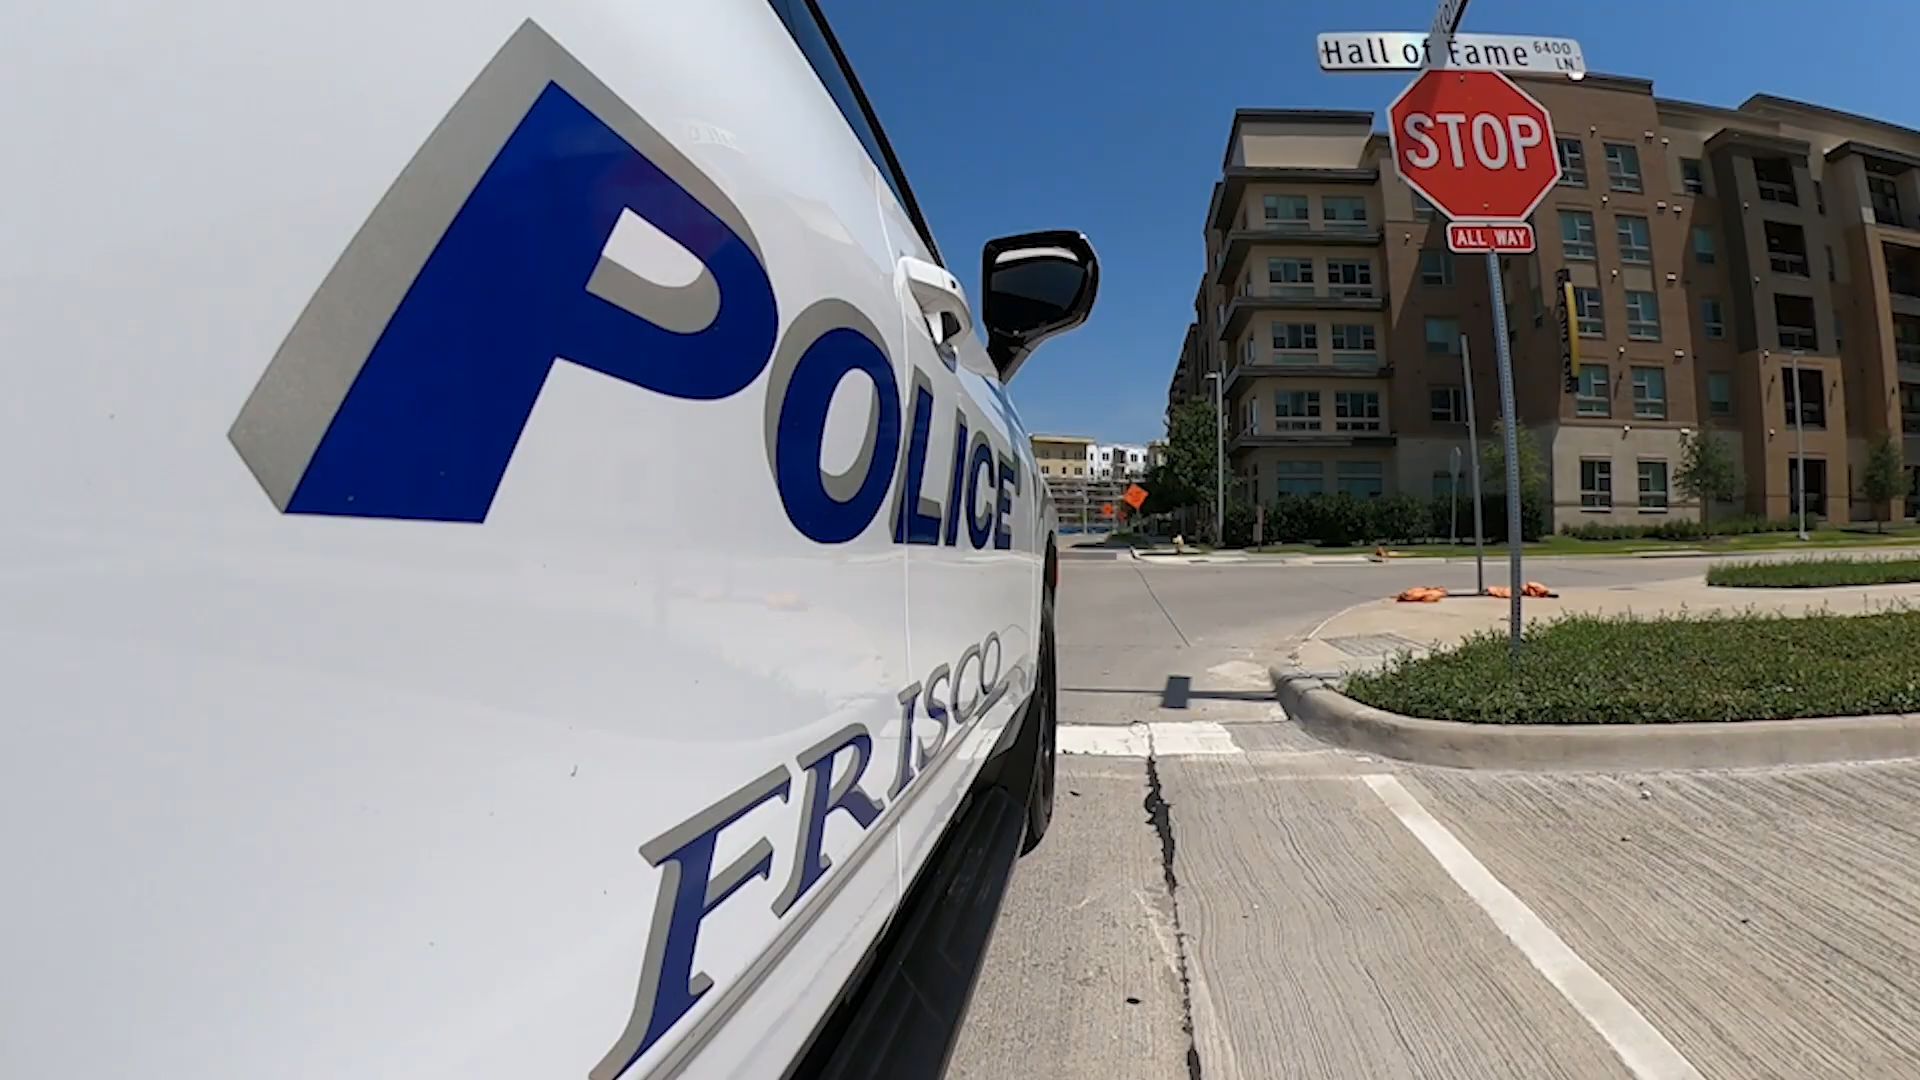 POLICE
FRISCO
Hall of Fame 6400 LN
STOP
ALL WAY